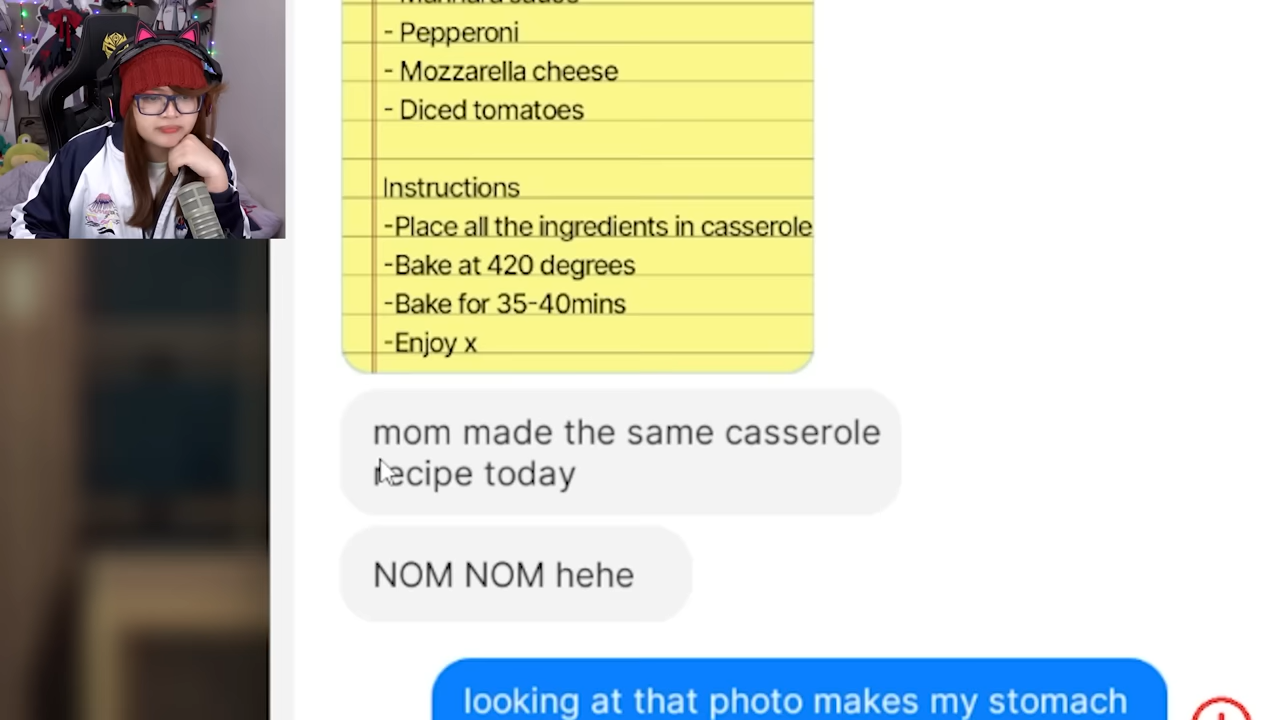 - Marinara sauce
- Pepperoni
- Mozzarella cheese
- Diced tomatoes
Instructions
-Place all the ingredients in casserole
-Bake at 420 degrees
-Bake for 35-40mins
-Enjoy x
mom made the same casserole
recipe today
NOM NOM hehe
looking at that photo makes my stomach